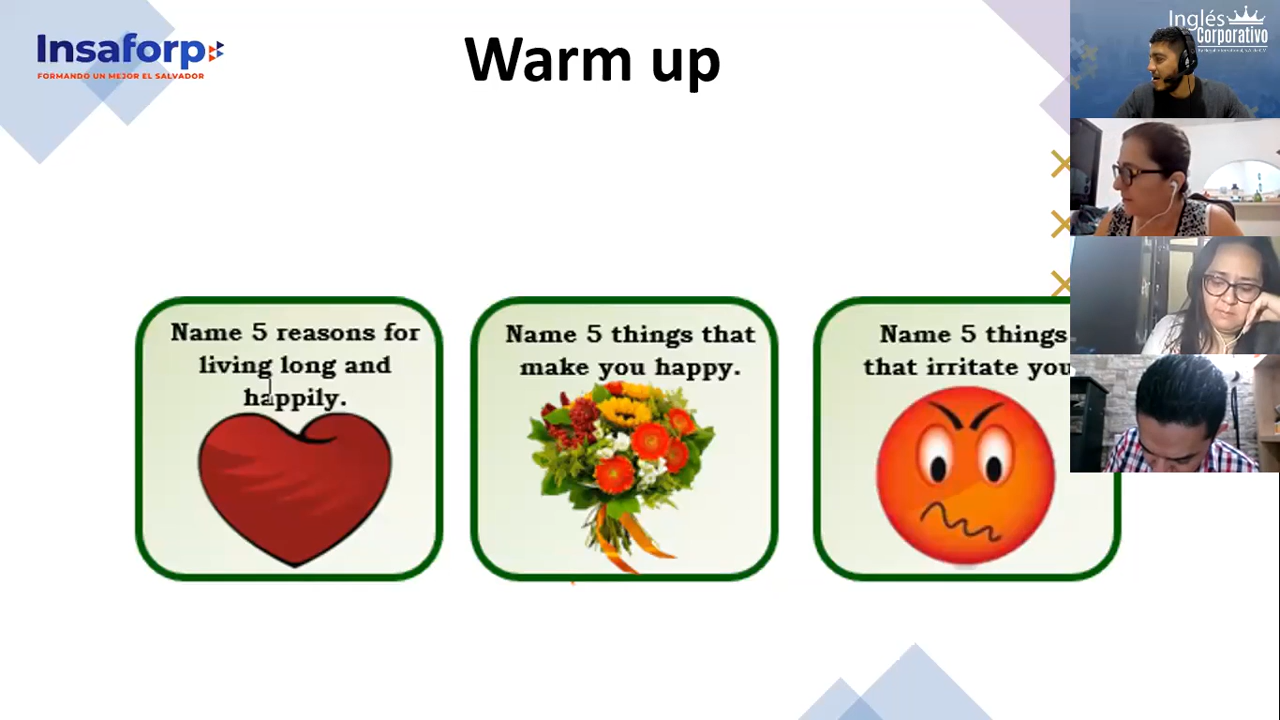 Insaforp
FORMANDO UN MEJOR EL SALVADOR
Warm up
Inglés
Corporativo
Name 5 reasons for
living long and
happily.
Name 5 things that
make you happy.
Name 5 things
that irritate you